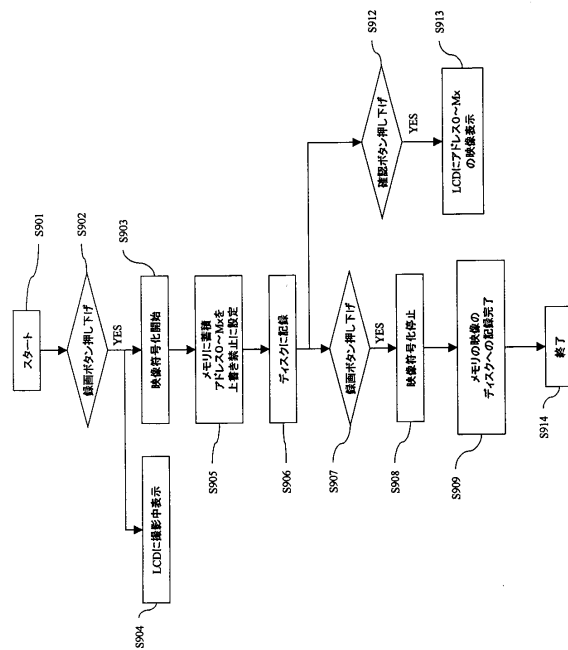 スタート
S901
録画ボタン押し下げ
S902
YES
映像符号化開始
S903
LCDに撮影中表示
S904
メモリに蓄積
アドレス0～Mxを
上書き禁止に設定
S905
ディスクに記録
S906
録画ボタン押し下げ
S907
YES
映像符号化停止
S908
メモリの映像の
ディスクへの記録完了
S909
終了
S914
確認ボタン押し下げ
S912
YES
LCDにアドレス0～Mx
の映像表示
S913